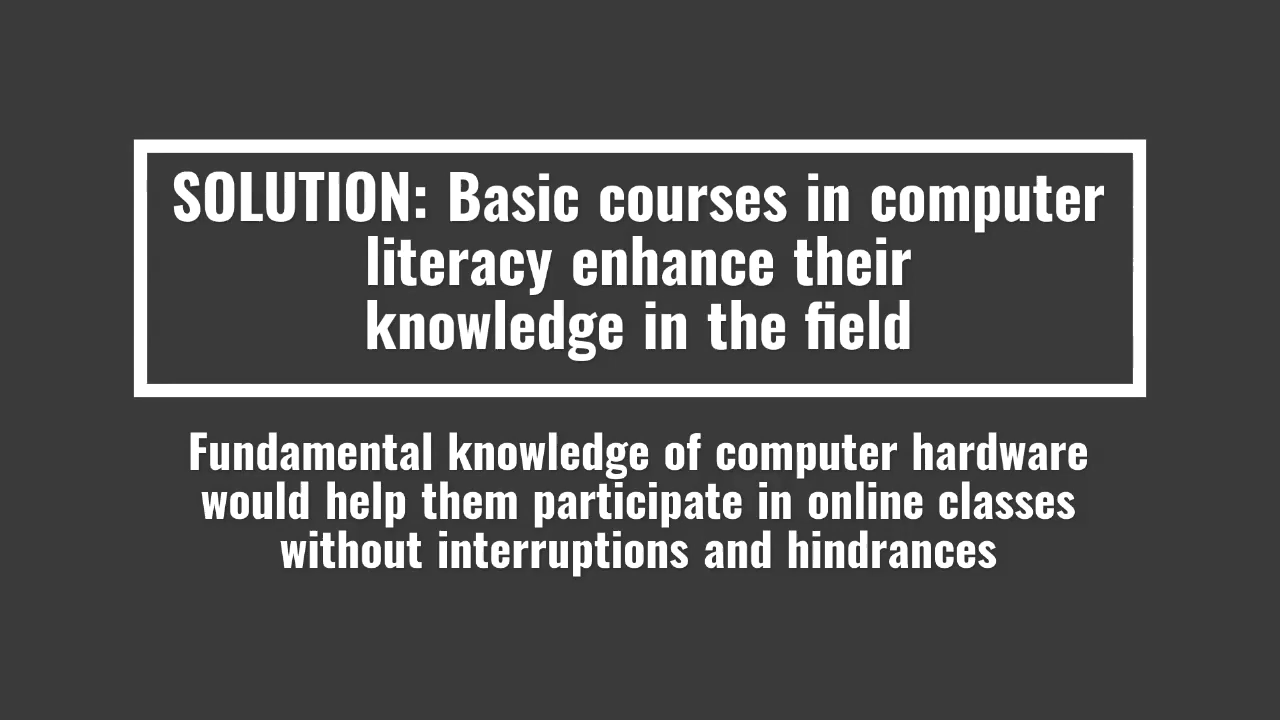 SOLUTION: Basic courses in computer
literacy enhance their
knowledge in the field
Fundamental knowledge of computer hardware
would help them participate in online classes
without interruptions and hindrances